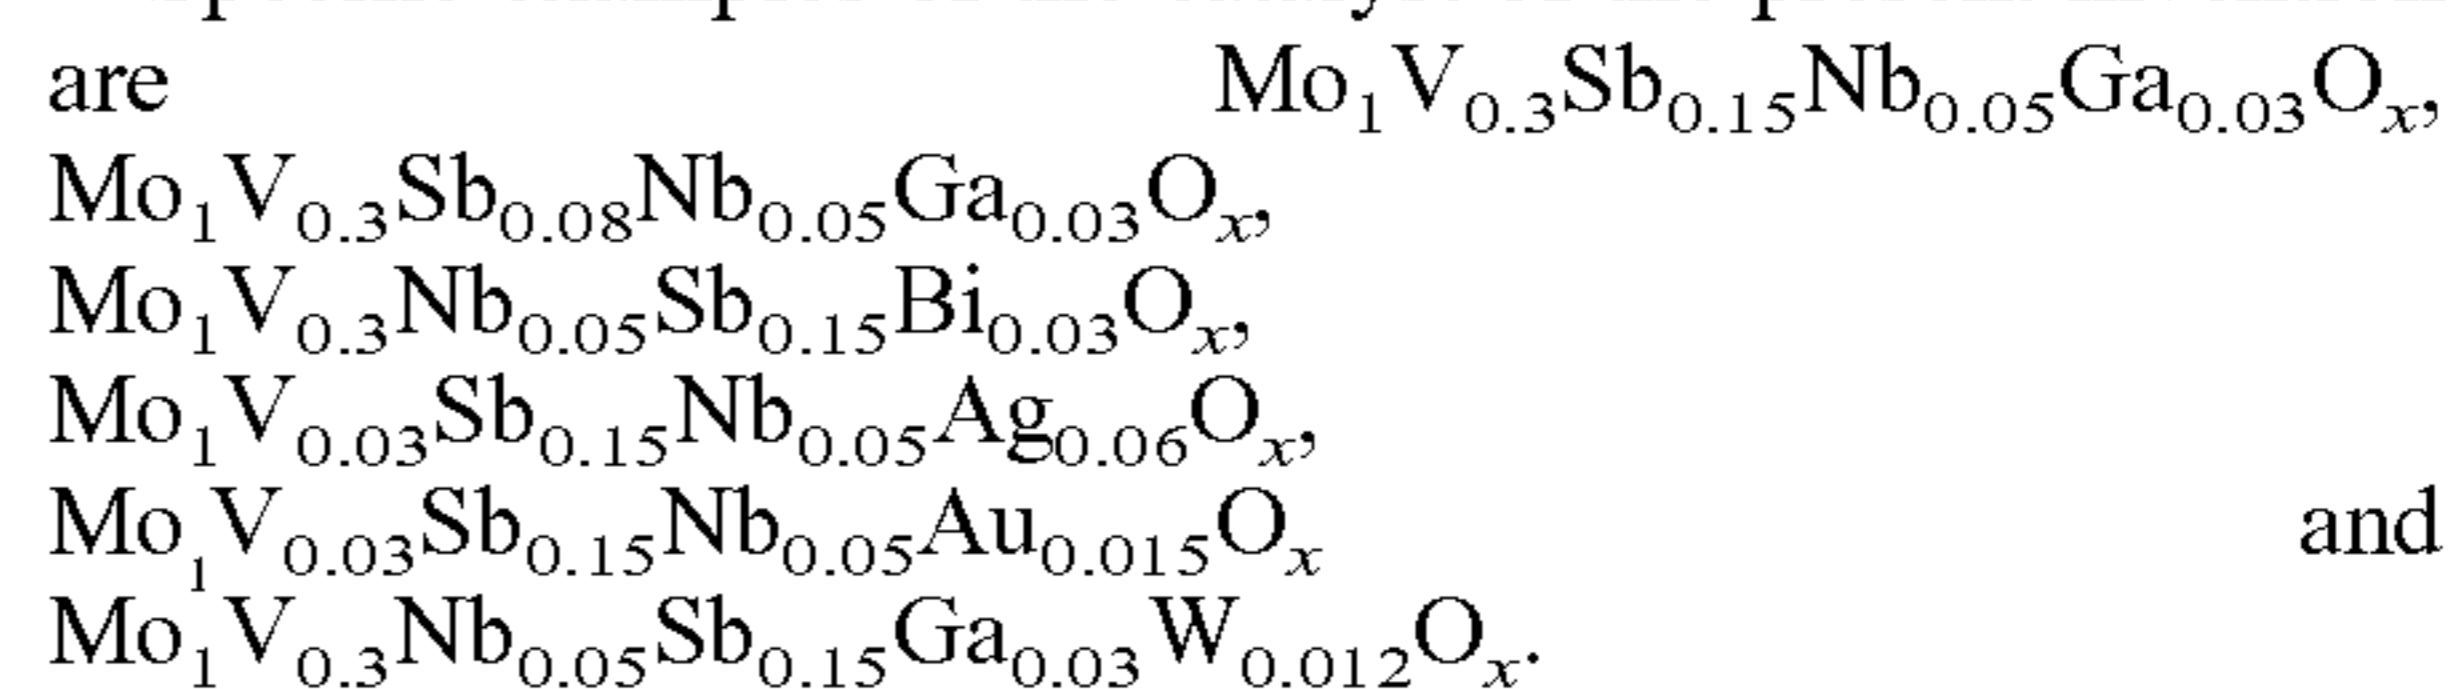 are Mo₁V₀.₃Sb₀.₁₅Nb₀.₀₅Ga₀.₀₃Oₓ,
Mo₁V₀.₃Sb₀.₀₈Nb₀.₀₅Ga₀.₀₃Oₓ,
Mo₁V₀.₃Nb₀.₀₅Sb₀.₁₅Bi₀.₀₃Oₓ,
Mo₁V₀.₀₃Sb₀.₁₅Nb₀.₀₅Ag₀.₀₆Oₓ,
Mo₁V₀.₀₃Sb₀.₁₅Nb₀.₀₅Au₀.₀₁₅Oₓ and
Mo₁V₀.₃Nb₀.₀₅Sb₀.₁₅Ga₀.₀₃W₀.₀₁₂Oₓ.